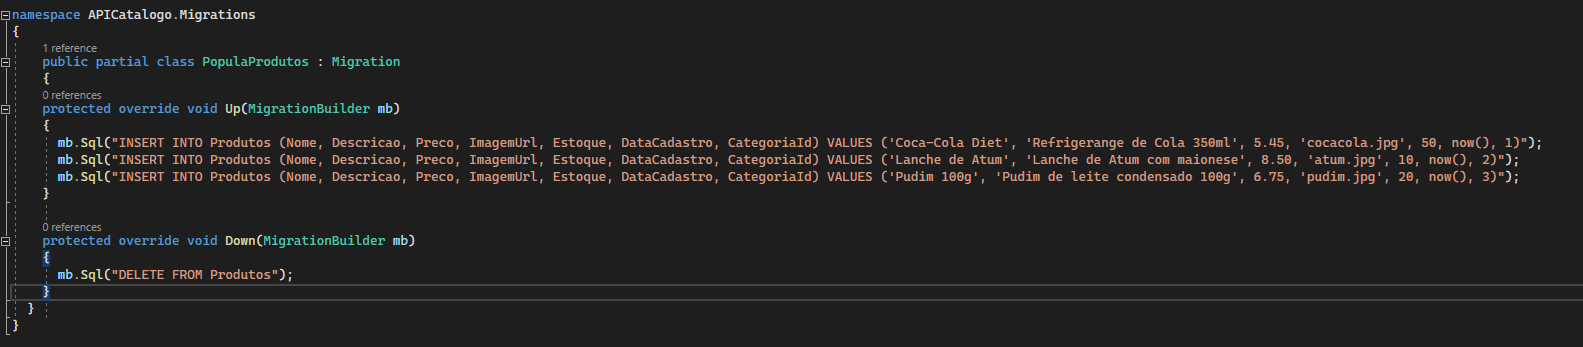 namespace APICatalogo.Migrations
{
1 reference
public partial class PopulaProdutos : Migration
{
0 references
protected override void Up(MigrationBuilder mb)
{
mb.Sql("INSERT INTO Produtos (Nome, Descricao, Preco, ImagemUrl, Estoque, DataCadastro, CategoriaId) VALUES ('Coca-Cola Diet', 'Refrigerange de Cola 350ml', 5.45, 'cocacola.jpg', 50, now(), 1)");
mb.Sql("INSERT INTO Produtos (Nome, Descricao, Preco, ImagemUrl, Estoque, DataCadastro, CategoriaId) VALUES ('Lanche de Atum', 'Lanche de Atum com maionese', 8.50, 'atum.jpg', 10, now(), 2)");
mb.Sql("INSERT INTO Produtos (Nome, Descricao, Preco, ImagemUrl, Estoque, DataCadastro, CategoriaId) VALUES ('Pudim 100g', 'Pudim de leite condensado 100g', 6.75, 'pudim.jpg', 20, now(), 3)");
}
0 references
protected override void Down(MigrationBuilder mb)
{
mb.Sql("DELETE FROM Produtos");
}
}
}